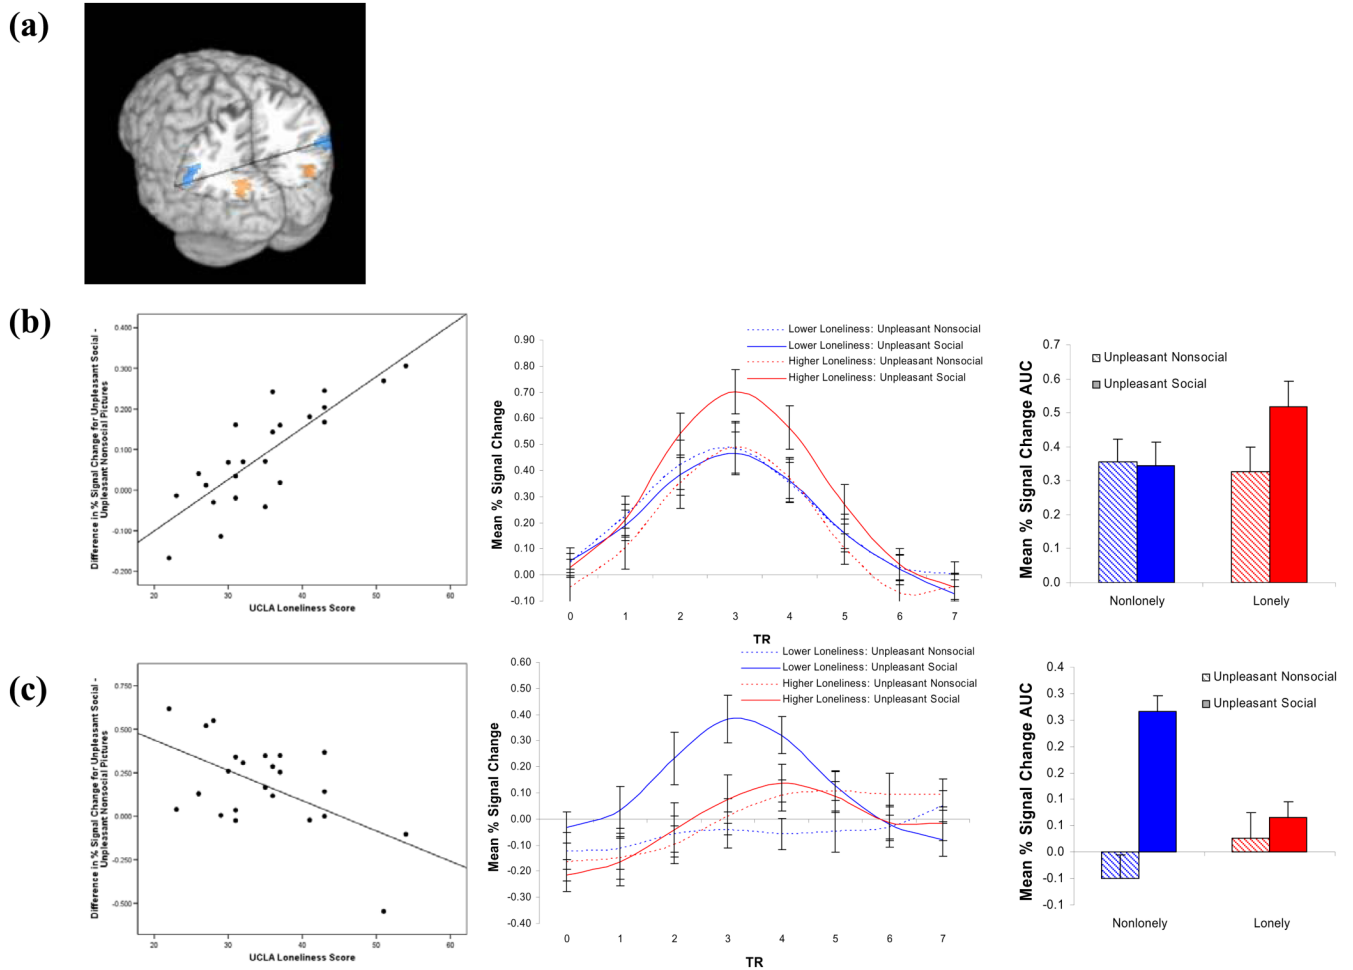 (a)
(b)
Difference in % Signal Change for Unpleasant Social -
Unpleasant Nonsocial Pictures
0.400
0.300
0.200
0.100
0.000
-0.100
-0.200
20 30 40 50 60
UCLA Loneliness Score
Mean % Signal Change
0.90
0.80
0.70
0.60
0.50
0.40
0.30
0.20
0.10
0.00
-0.10
0 1 2 3 4 5 6 7
TR
Lower Loneliness: Unpleasant Nonsocial
Lower Loneliness: Unpleasant Social
Higher Loneliness: Unpleasant Nonsocial
Higher Loneliness: Unpleasant Social
Mean % Signal Change AUC
0.7
0.6
0.5
0.4
0.3
0.2
0.1
0.0
Unpleasant Nonsocial
Unpleasant Social
Nonlonely Lonely
(c)
Difference in % Signal Change for Unpleasant Social -
Unpleasant Nonsocial Pictures
0.750
0.500
0.250
0.000
-0.250
-0.500
20 30 40 50 60
UCLA Loneliness Score
Mean % Signal Change
0.60
0.50
0.40
0.30
0.20
0.10
0.00
-0.10
-0.20
-0.30
-0.40
0 1 2 3 4 5 6 7
TR
Lower Loneliness: Unpleasant Nonsocial
Lower Loneliness: Unpleasant Social
Higher Loneliness: Unpleasant Nonsocial
Higher Loneliness: Unpleasant Social
Mean % Signal Change AUC
0.4
0.3
0.3
0.2
0.2
0.1
0.1
0.0
-0.1
-0.1
Unpleasant Nonsocial
Unpleasant Social
Nonlonely Lonely